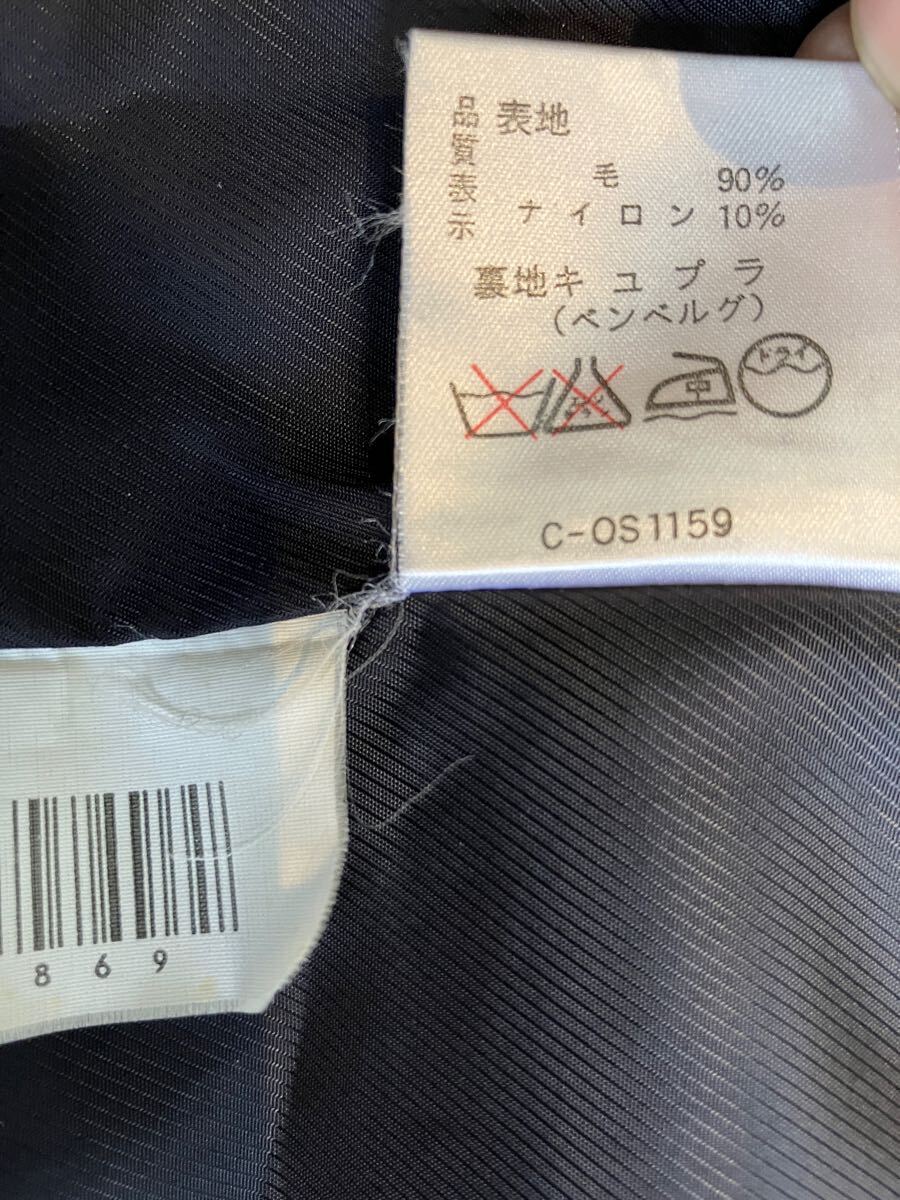 品質表示
表地
毛 90%
ナイロン 10%
裏地キュプラ
(ベンベルグ)
中
ドライ
C-OS1159
869